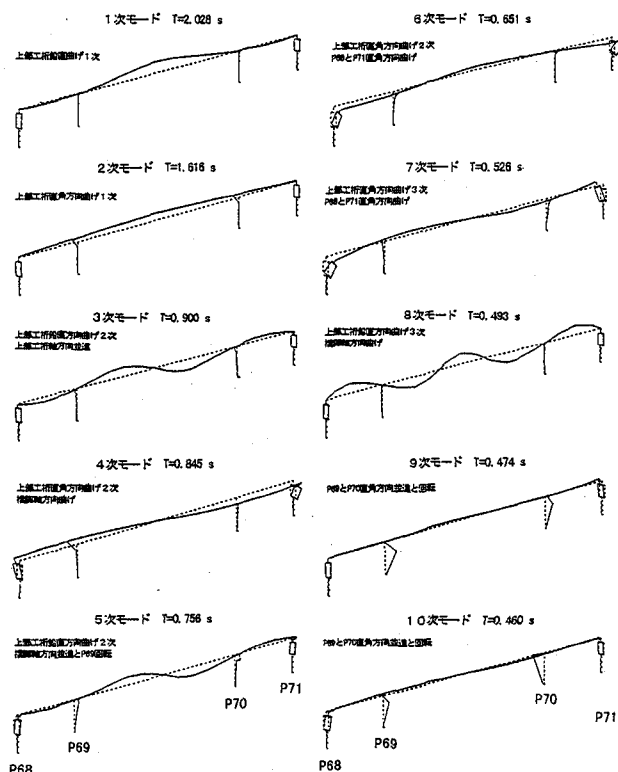 1次モード T=2.028 s
上部工桁鉛直曲げ1次
2次モード T=1.616 s
上部工桁直角方向曲げ1次
3次モード T=0.900 s
上部工桁鉛直方向曲げ2次
上部工桁軸方向並進
4次モード T=0.845 s
上部工桁直角方向曲げ2次
橋脚軸方向曲げ
5次モード T=0.756 s
上部工桁鉛直方向曲げ2次
橋脚軸方向並進とP69回転
P68
P69
P70
P71
6次モード T=0.651 s
上部工桁直角方向曲げ2次
P68とP71直角方向曲げ
7次モード T=0.526 s
上部工桁直角方向曲げ3次
P68とP71直角方向曲げ
8次モード T=0.493 s
上部工桁鉛直方向曲げ3次
橋脚軸方向曲げ
9次モード T=0.474 s
P69とP70直角方向並進と回転
10次モード T=0.460 s
P69とP70直角方向並進と回転
P68
P69
P70
P71